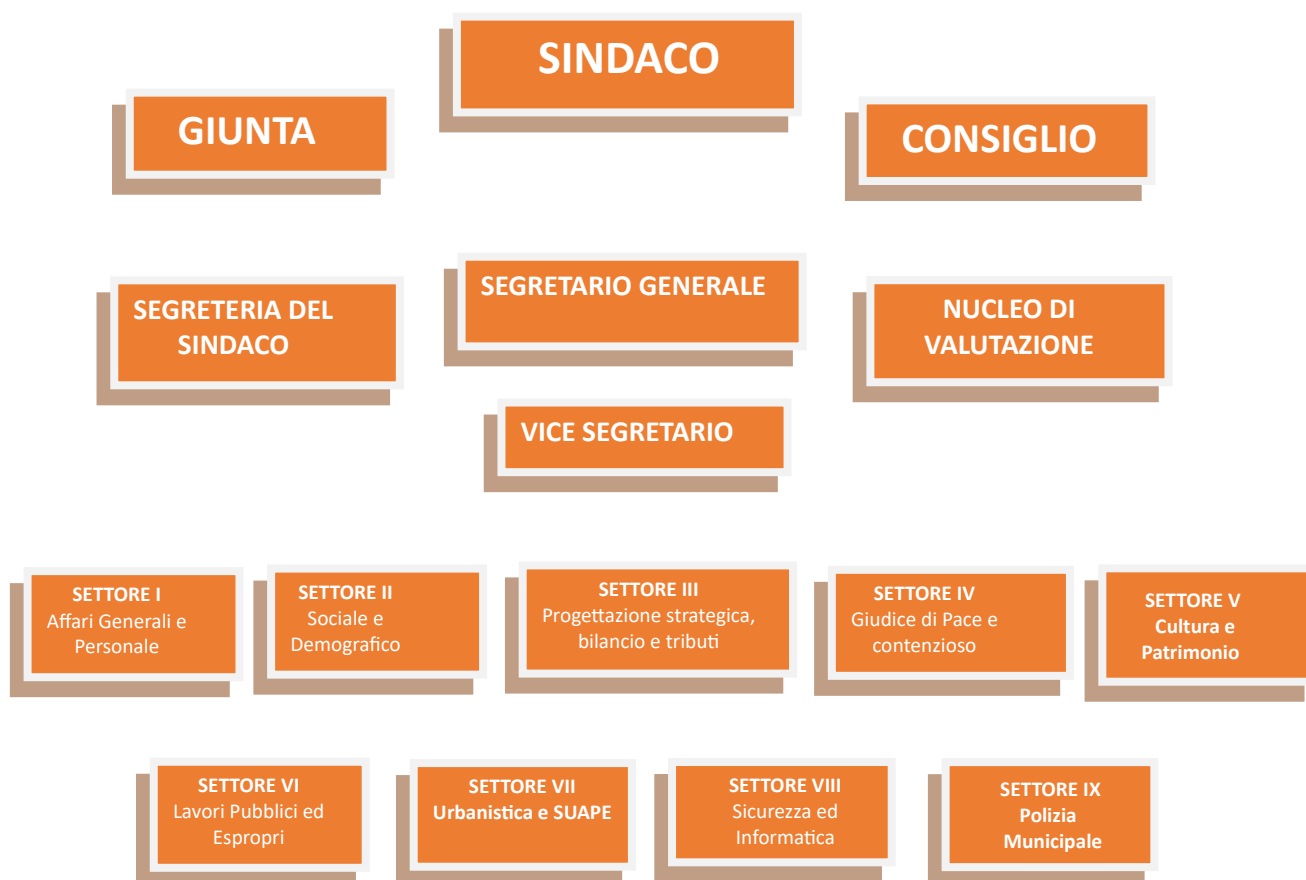 SINDACO
GIUNTA
CONSIGLIO
SEGRETERIA DEL
SINDACO
SEGRETARIO GENERALE
NUCLEO DI
VALUTAZIONE
VICE SEGRETARIO
SETTORE I
Affari Generali e
Personale
SETTORE II
Sociale e
Demografico
SETTORE III
Progettazione strategica,
bilancio e tributi
SETTORE IV
Giudice di Pace e
contenzioso
SETTORE V
Cultura e
Patrimonio
SETTORE VI
Lavori Pubblici ed
Espropri
SETTORE VII
Urbanistica e SUAPE
SETTORE VIII
Sicurezza ed
Informatica
SETTORE IX
Polizia
Municipale